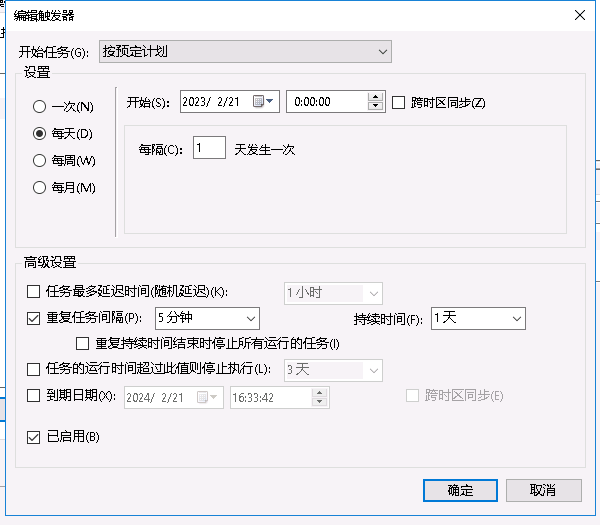 编辑触发器
开始任务(G): 按预定计划
设置
一次(N)
每天(D)
每周(W)
每月(M)
开始(S): 2023/ 2/21 0:00:00 跨时区同步(Z)
每隔(C): 1 天发生一次
高级设置
任务最多延迟时间(随机延迟)(K): 1 小时
重复任务间隔(P): 5 分钟 持续时间(F): 1 天
重复持续时间结束时停止所有运行的任务(I)
任务的运行时间超过此值则停止执行(L): 3 天
到期日期(X): 2024/ 2/21 16:33:42 跨时区同步(E)
已启用(B)
确定 取消